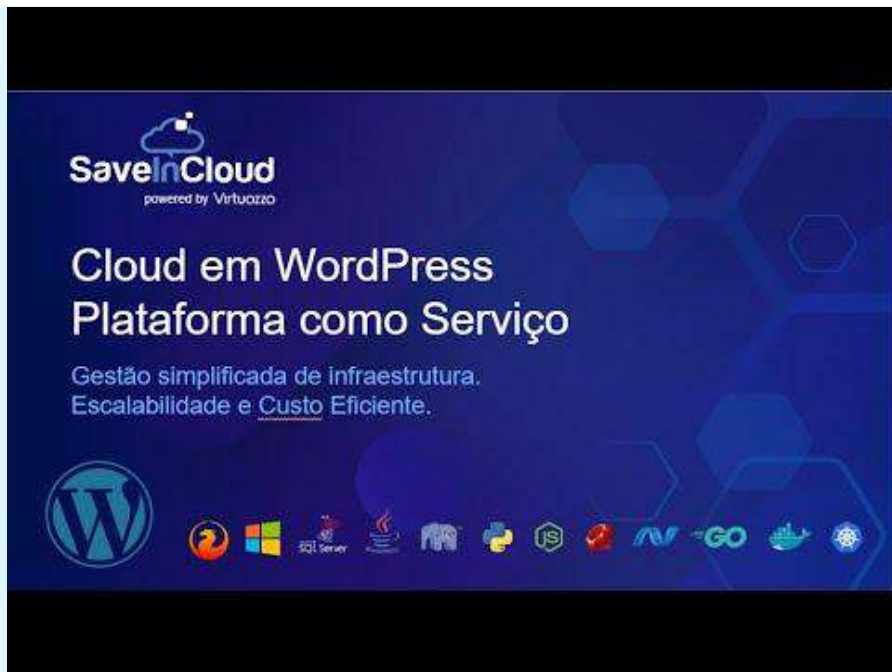 SaveInCloud
powered by Virtuozzo
Cloud em WordPress
Plataforma como Serviço
Gestão simplificada de infraestrutura.
Escalabilidade e Custo Eficiente.
W
SQL Server
JS
GO